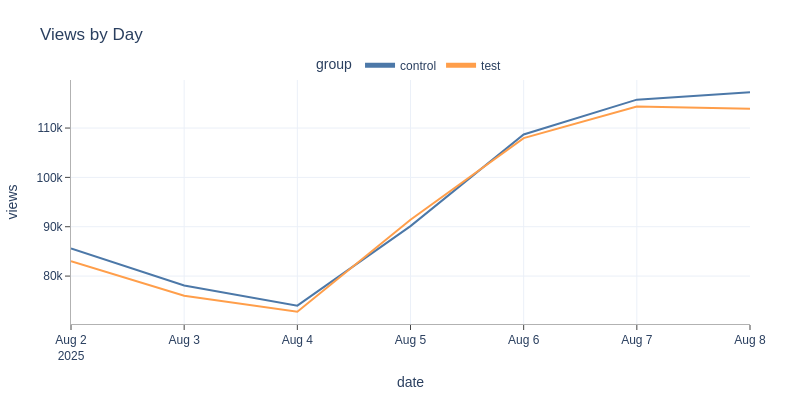 Views by Day
group control test
110k
100k
90k
80k
views
Aug 2 Aug 3 Aug 4 Aug 5 Aug 6 Aug 7 Aug 8
2025
date